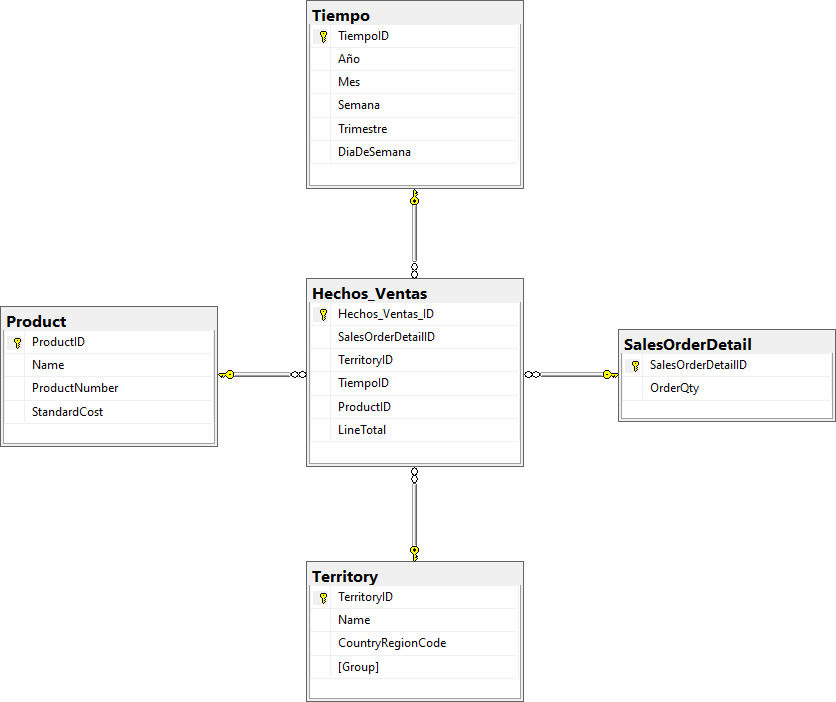 Tiempo
TiempoID
Año
Mes
Semana
Trimestre
DiaDeSemana
Hechos_Ventas
Hechos_Ventas_ID
SalesOrderDetailID
TerritoryID
TiempoID
ProductID
LineTotal
Product
ProductID
Name
ProductNumber
StandardCost
SalesOrderDetail
SalesOrderDetailID
OrderQty
Territory
TerritoryID
Name
CountryRegionCode
[Group]